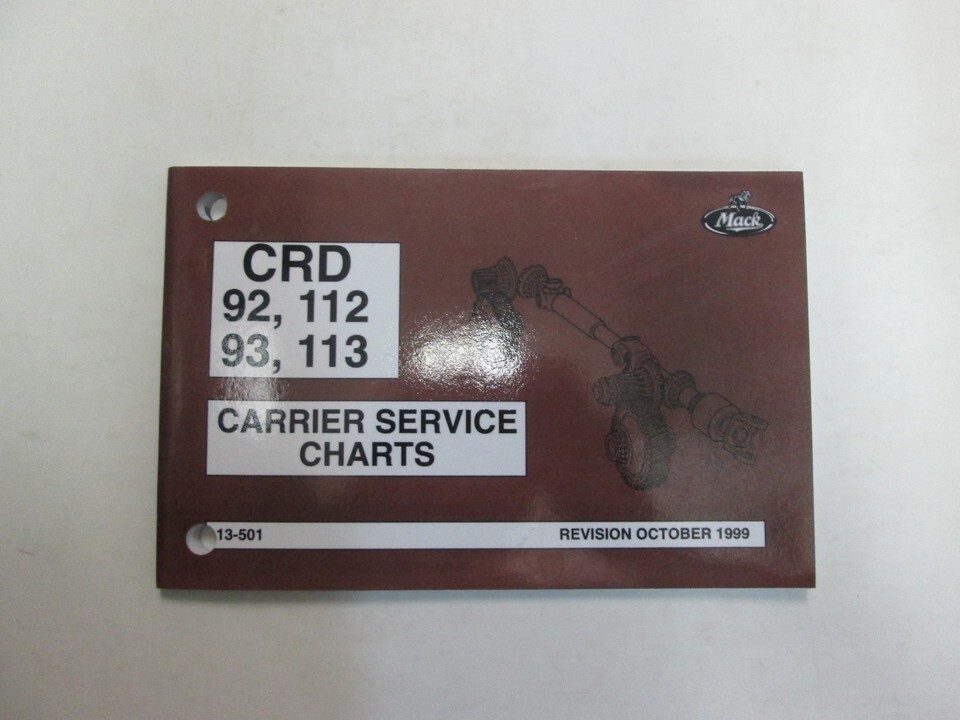 Mack
CRD
92, 112
93, 113
CARRIER SERVICE
CHARTS
13-501 REVISION OCTOBER 1999